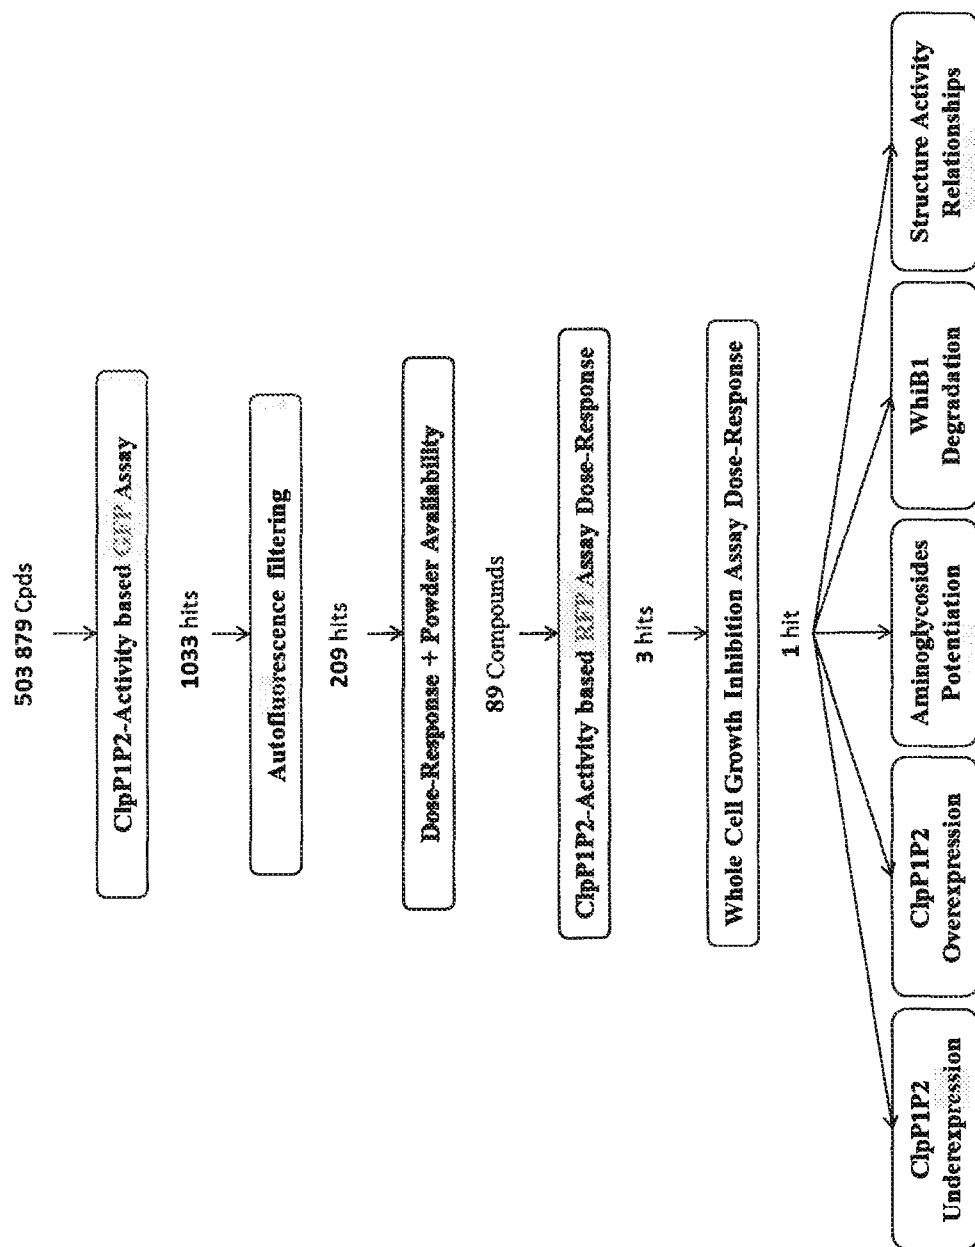 503 879 Cpds
ClpP1P2-Activity based GFP Assay
1033 hits
Autofluorescence filtering
209 hits
Dose-Response + Powder Availability
89 Compounds
ClpP1P2-Activity based RFP Assay Dose-Response
3 hits
Whole Cell Growth Inhibition Assay Dose-Response
1 hit
ClpP1P2
Underexpression
ClpP1P2
Overexpression
Aminoglycosides
Potentiation
WhiB1
Degradation
Structure Activity
Relationships